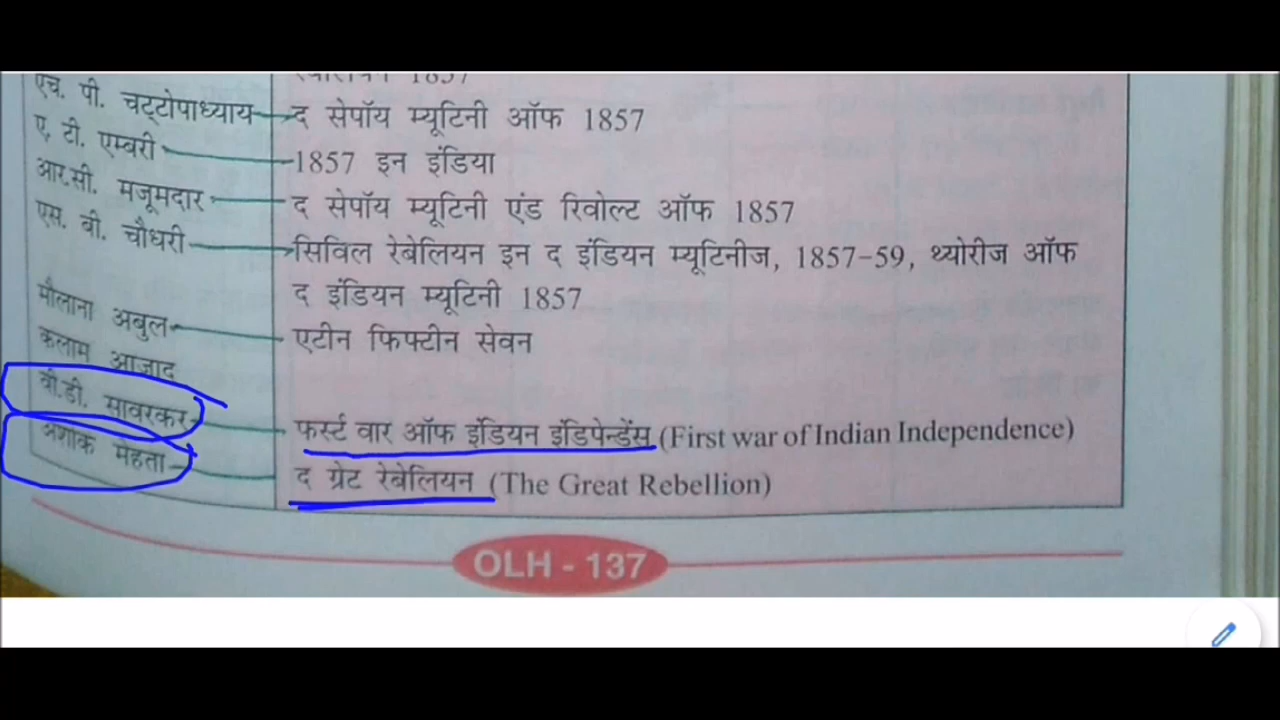 1857
एच. पी. चट्टोपाध्याय द सेपॉय म्यूटिनी ऑफ 1857
ए. टी. एम्बरी 1857 इन इंडिया
आर.सी. मजूमदार द सेपॉय म्यूटिनी एंड रिवोल्ट ऑफ 1857
एस. बी. चौधरी सिविल रेबेलियन इन द इंडियन म्यूटिनीज, 1857-59, थ्योरीज ऑफ
द इंडियन म्यूटिनी 1857
मौलाना अबुल एटीन फिफ्टीन सेवन
कलाम आजाद
वी.डी. सावरकर फर्स्ट वार ऑफ इंडियन इंडिपेन्डेंस (First war of Indian Independence)
अशोक मेहता द ग्रेट रेबेलियन (The Great Rebellion)
OLH - 137